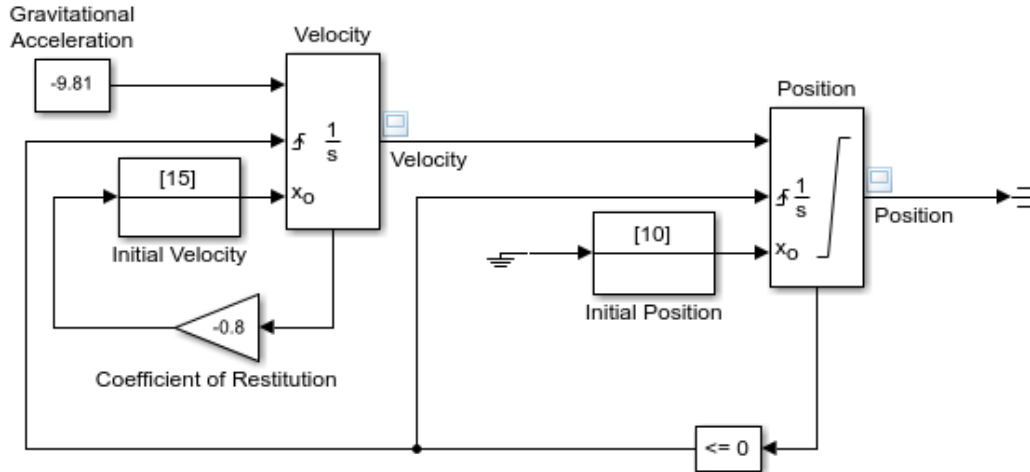 Gravitational
Acceleration
-9.81
Velocity
1
s
xo
Velocity
[15]
Initial Velocity
-0.8
Coefficient of Restitution
Position
1
s
xo
Position
[10]
Initial Position
<= 0